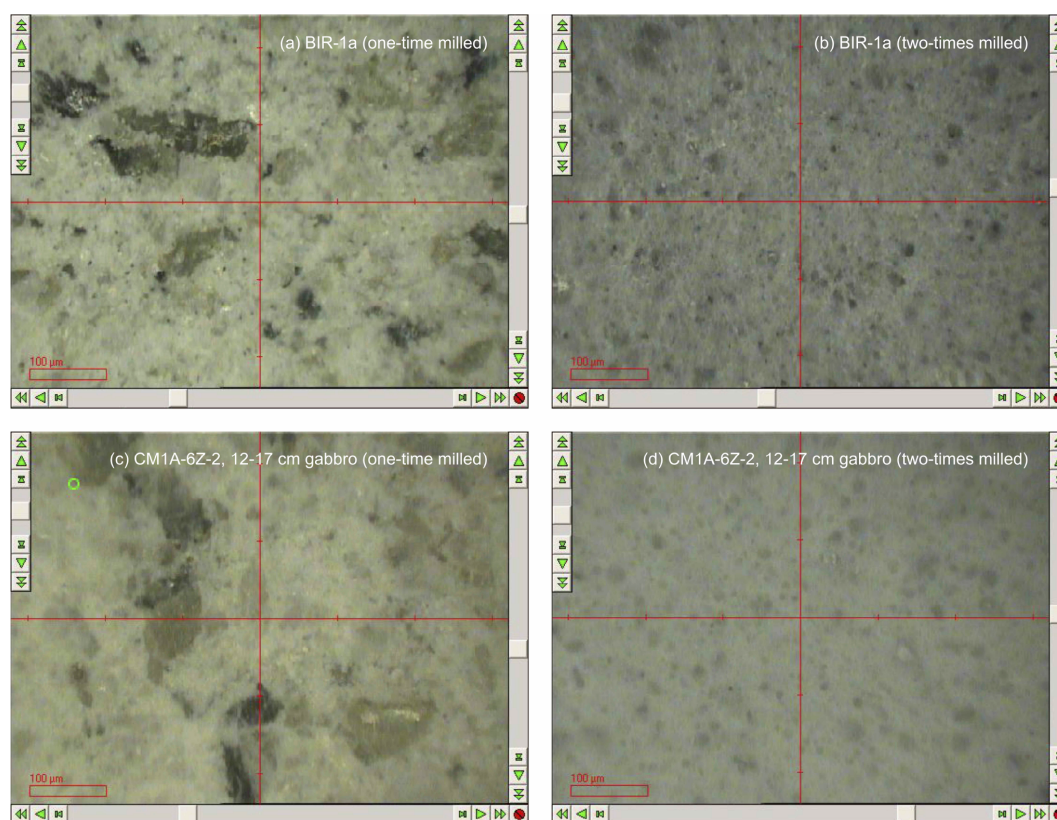 (a) BIR-1a (one-time milled)
100 µm
(b) BIR-1a (two-times milled)
100 µm
(c) CM1A-6Z-2, 12-17 cm gabbro (one-time milled)
100 µm
(d) CM1A-6Z-2, 12-17 cm gabbro (two-times milled)
100 µm